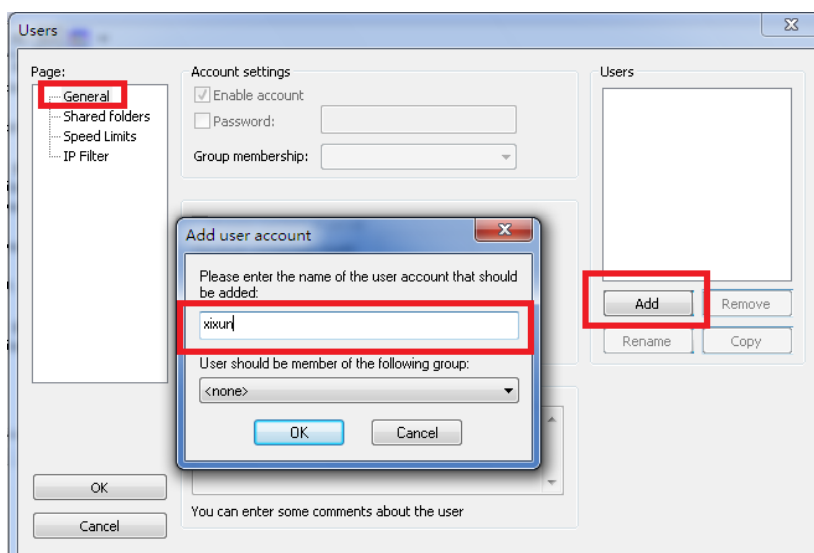 Users
Page:
General
Shared folders
Speed Limits
IP Filter
Account settings
Enable account
Password:
Group membership:
Users
Add user account
Please enter the name of the user account that should
be added:
xixun
User should be member of the following group:
<none>
OK
Cancel
Add
Remove
Rename
Copy
You can enter some comments about the user
OK
Cancel